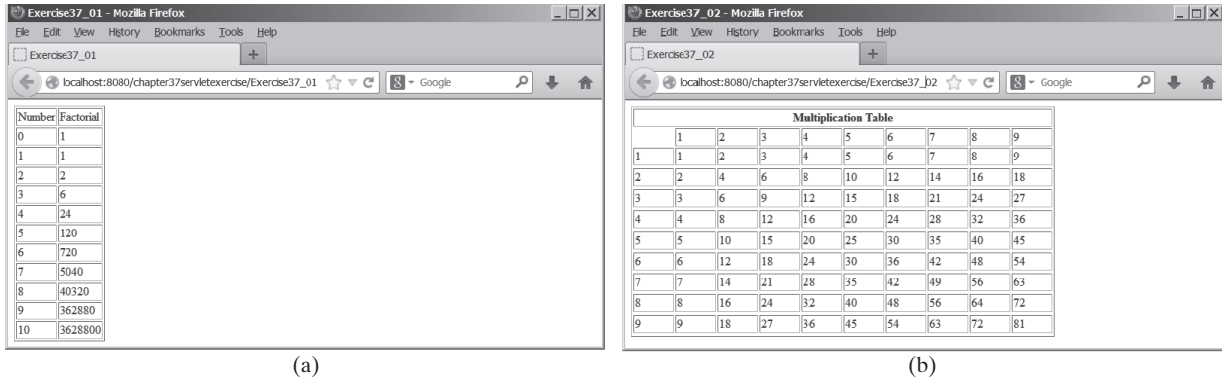 Exercise37_01 - Mozilla Firefox
File Edit View History Bookmarks Tools Help
Exercise37_01 +
localhost:8080/chapter37servletexercise/Exercise37_01 8 Google
Number Factorial
0 1
1 1
2 2
3 6
4 24
5 120
6 720
7 5040
8 40320
9 362880
10 3628800
(a)
Exercise37_02 - Mozilla Firefox
File Edit View History Bookmarks Tools Help
Exercise37_02 +
localhost:8080/chapter37servletexercise/Exercise37_02 8 Google
Multiplication Table
1 2 3 4 5 6 7 8 9
1 1 2 3 4 5 6 7 8 9
2 2 4 6 8 10 12 14 16 18
3 3 6 9 12 15 18 21 24 27
4 4 8 12 16 20 24 28 32 36
5 5 10 15 20 25 30 35 40 45
6 6 12 18 24 30 36 42 48 54
7 7 14 21 28 35 42 49 56 63
8 8 16 24 32 40 48 56 64 72
9 9 18 27 36 45 54 63 72 81
(b)